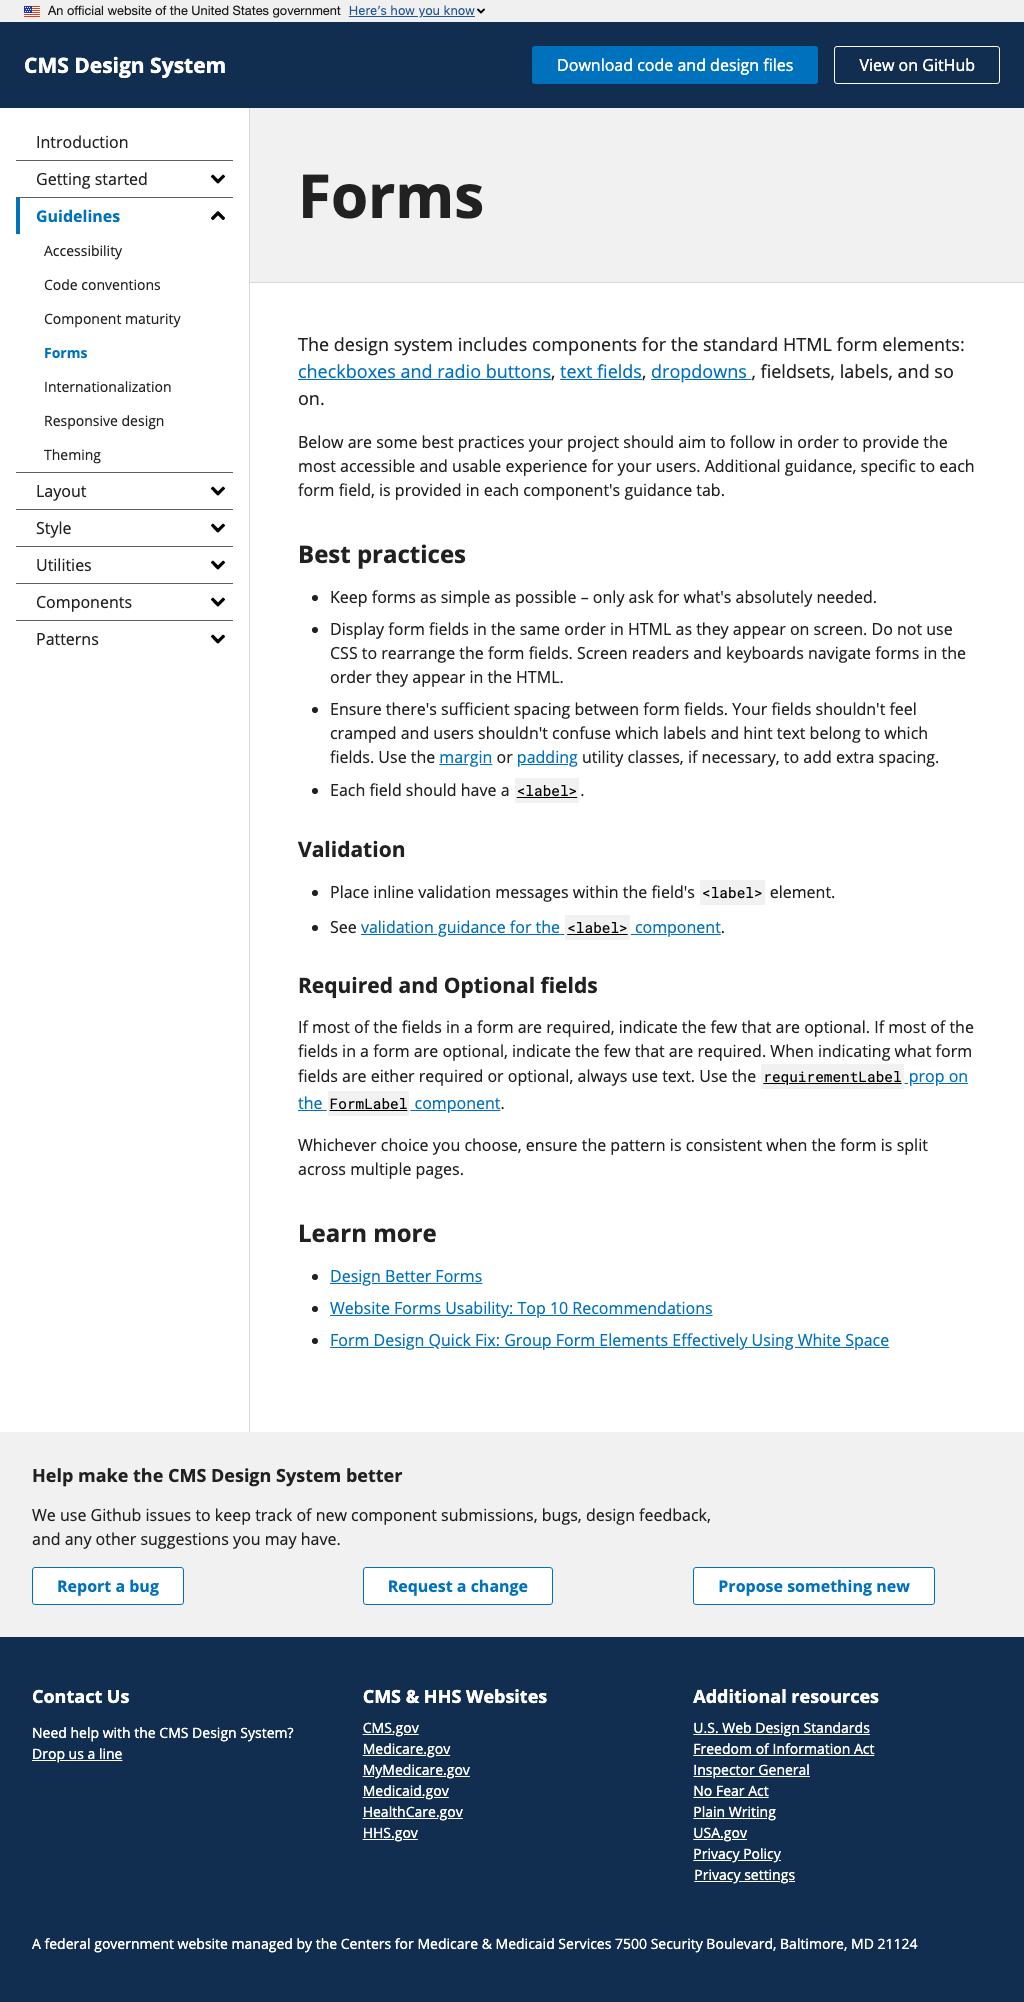 An official website of the United States government Here's how you know
CMS Design System
Download code and design files
View on GitHub
Introduction
Getting started
Guidelines
Accessibility
Code conventions
Component maturity
Forms
Internationalization
Responsive design
Theming
Layout
Style
Utilities
Components
Patterns
Forms
The design system includes components for the standard HTML form elements:
checkboxes and radio buttons, text fields, dropdowns , fieldsets, labels, and so
on.
Below are some best practices your project should aim to follow in order to provide the
most accessible and usable experience for your users. Additional guidance, specific to each
form field, is provided in each component's guidance tab.
Best practices
• Keep forms as simple as possible – only ask for what's absolutely needed.
• Display form fields in the same order in HTML as they appear on screen. Do not use
CSS to rearrange the form fields. Screen readers and keyboards navigate forms in the
order they appear in the HTML.
• Ensure there's sufficient spacing between form fields. Your fields shouldn't feel
cramped and users shouldn't confuse which labels and hint text belong to which
fields. Use the margin or padding utility classes, if necessary, to add extra spacing.
• Each field should have a <label>.
Validation
• Place inline validation messages within the field's <label> element.
• See validation guidance for the <label> component.
Required and Optional fields
If most of the fields in a form are required, indicate the few that are optional. If most of the
fields in a form are optional, indicate the few that are required. When indicating what form
fields are either required or optional, always use text. Use the requirementLabel prop on
the FormLabel component.
Whichever choice you choose, ensure the pattern is consistent when the form is split
across multiple pages.
Learn more
• Design Better Forms
• Website Forms Usability: Top 10 Recommendations
• Form Design Quick Fix: Group Form Elements Effectively Using White Space
Help make the CMS Design System better
We use Github issues to keep track of new component submissions, bugs, design feedback,
and any other suggestions you may have.
Report a bug
Request a change
Propose something new
Contact Us
Need help with the CMS Design System?
Drop us a line
CMS & HHS Websites
CMS.gov
Medicare.gov
MyMedicare.gov
Medicaid.gov
HealthCare.gov
HHS.gov
Additional resources
U.S. Web Design Standards
Freedom of Information Act
Inspector General
No Fear Act
Plain Writing
USA.gov
Privacy Policy
Privacy settings
A federal government website managed by the Centers for Medicare & Medicaid Services 7500 Security Boulevard, Baltimore, MD 21124